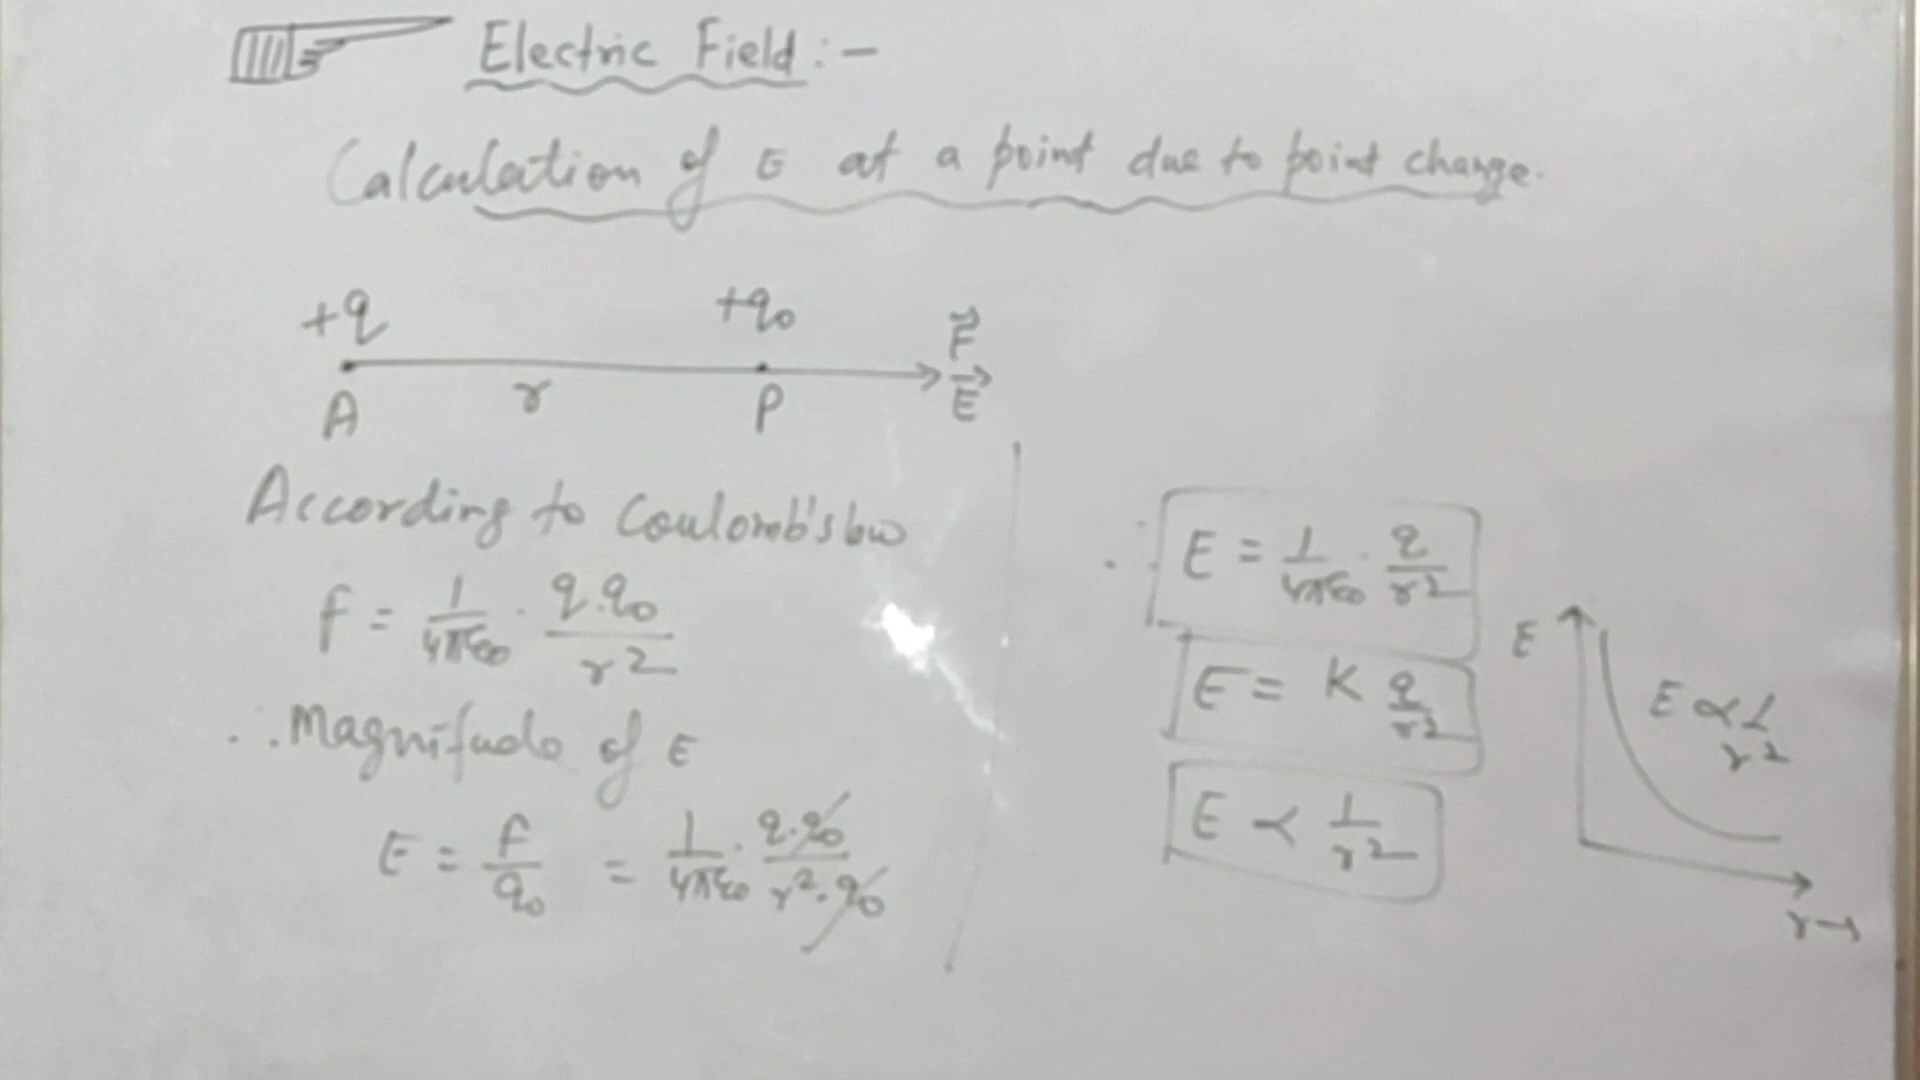 Electric Field :-
Calculation of E at a point due to point charge.
+q +q₀ F⃗
A r P E⃗
According to Coulomb's law
F = 1/4πε₀ · q.q₀/r²
∴ Magnitude of E
E = F/q₀ = 1/4πε₀ · q.q₀/r².q₀
∴ E = 1/4πε₀ · q/r²
E = K q/r²
E ∝ 1/r²
E
E ∝ 1/r²
r→